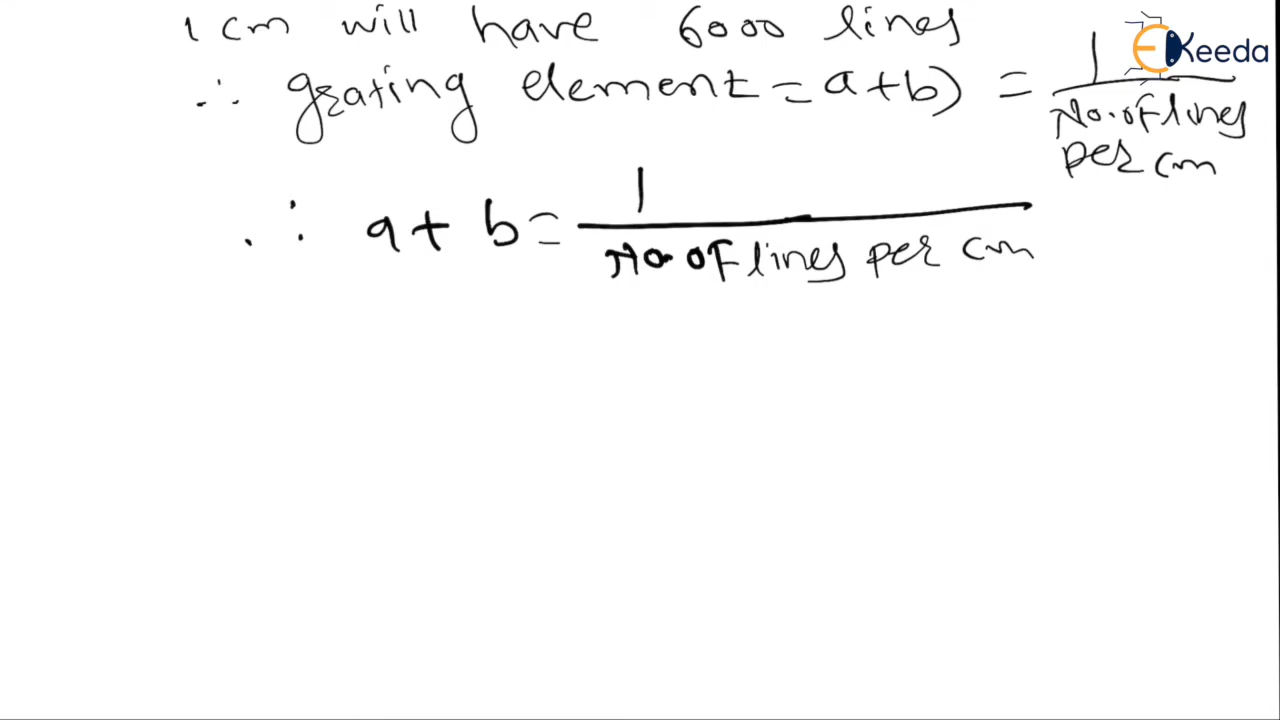 1 cm will have 6000 lines
EKeeda
∴ grating element = a+b) = 1 / No. of lines per cm
∴ a + b = 1 / No. of lines per cm